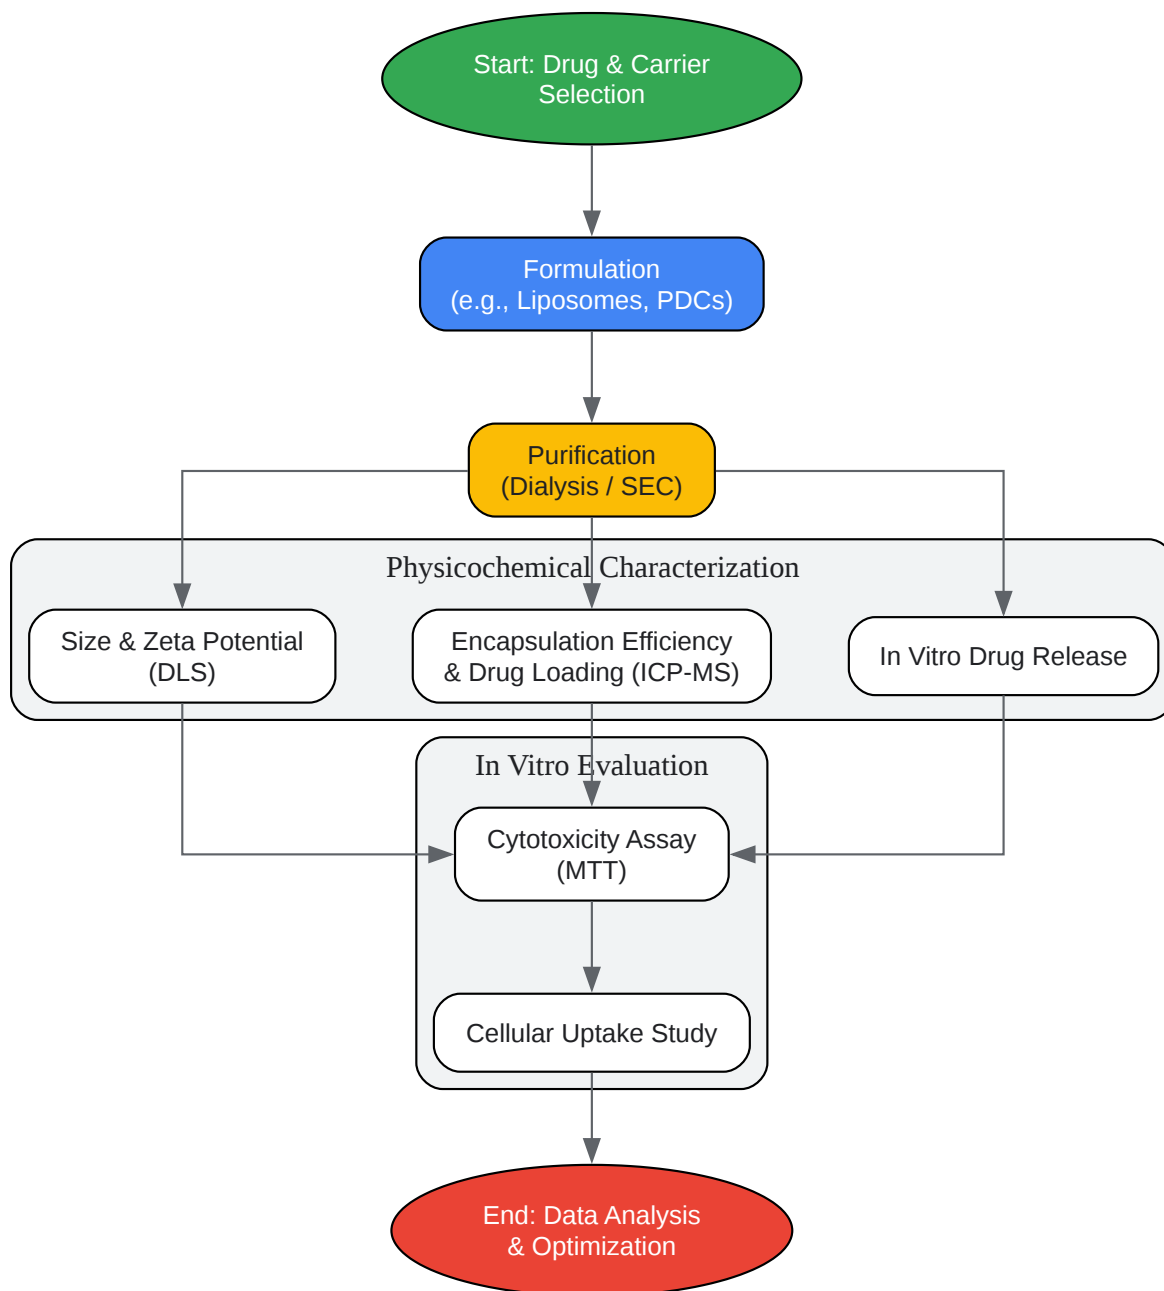 Start: Drug & Carrier
Selection
Formulation
(e.g., Liposomes, PDCs)
Purification
(Dialysis / SEC)
Physicochemical Characterization
Size & Zeta Potential
(DLS)
Encapsulation Efficiency
& Drug Loading (ICP-MS)
In Vitro Drug Release
In Vitro Evaluation
Cytotoxicity Assay
(MTT)
Cellular Uptake Study
End: Data Analysis
& Optimization